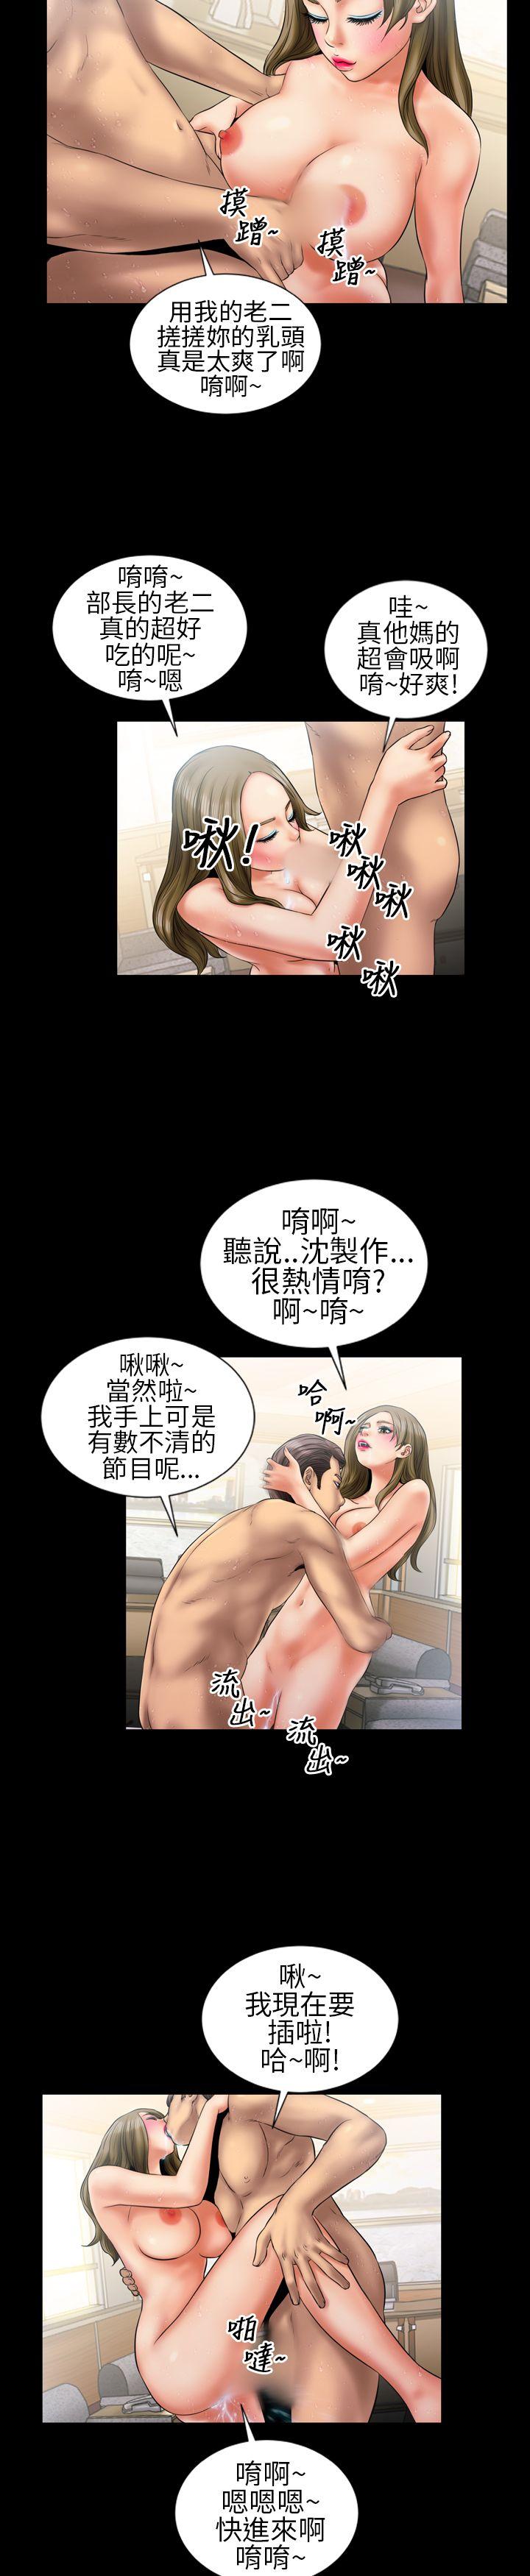 摸
蹭~
摸
蹭~
用我的老二
搓搓妳的乳頭
真是太爽了啊
唷啊~
唷唷~
部長的老二
真的超好
吃的呢~
唷~嗯
哇~
真他媽的
超會吸啊
唷~好爽!
啾!
啾
啾
啾
啾
啾
唷啊~
聽說..沈製作...
很熱情唷?
啊~唷~
啾啾~
當然啦~
我手上可是
有數不清的
節目呢...
哈
啊~
流
出~
流
出~
啾~
我現在要
插啦!
哈~啊!
啪
噠~
唷啊~
嗯嗯嗯~
快進來啊
唷唷~